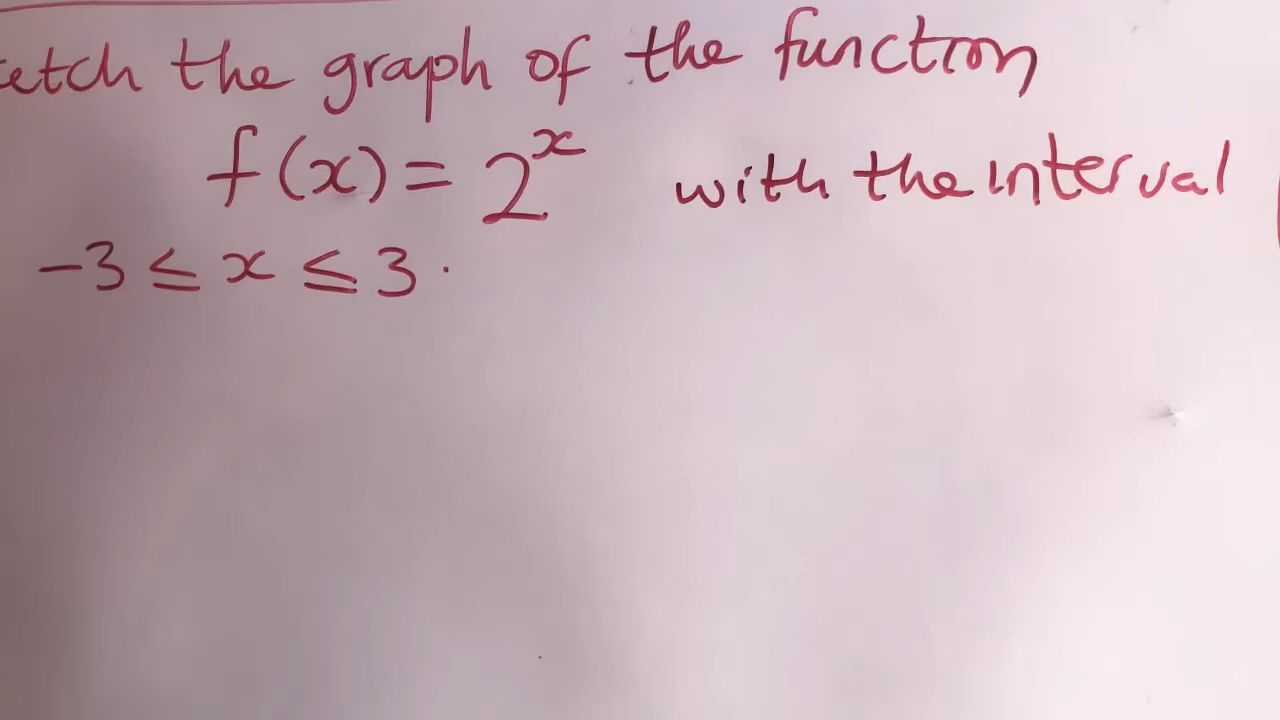 etch the graph of the function
f(x) = 2^x with the interval
-3 ≤ x ≤ 3.